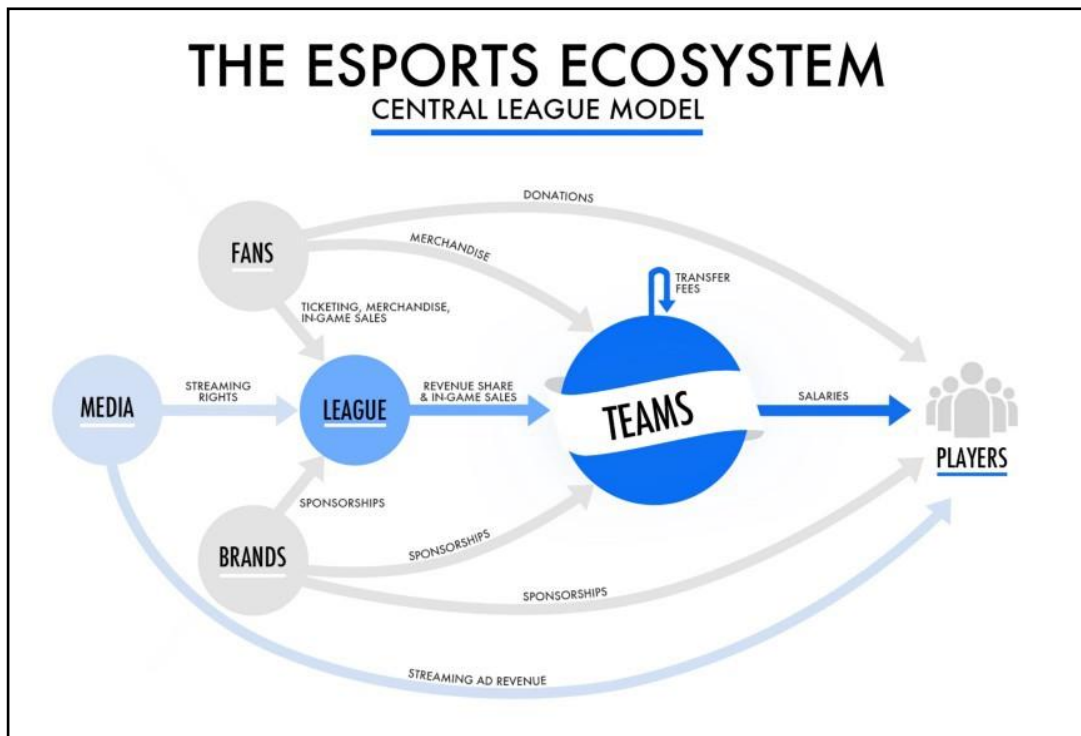 THE ESPORTS ECOSYSTEM
CENTRAL LEAGUE MODEL
DONATIONS
FANS
MERCHANDISE
TRANSFER
FEES
TICKETING, MERCHANDISE,
IN-GAME SALES
MEDIA
STREAMING
RIGHTS
LEAGUE
REVENUE SHARE
& IN-GAME SALES
TEAMS
SALARIES
PLAYERS
SPONSORSHIPS
BRANDS
SPONSORSHIPS
SPONSORSHIPS
STREAMING AD REVENUE